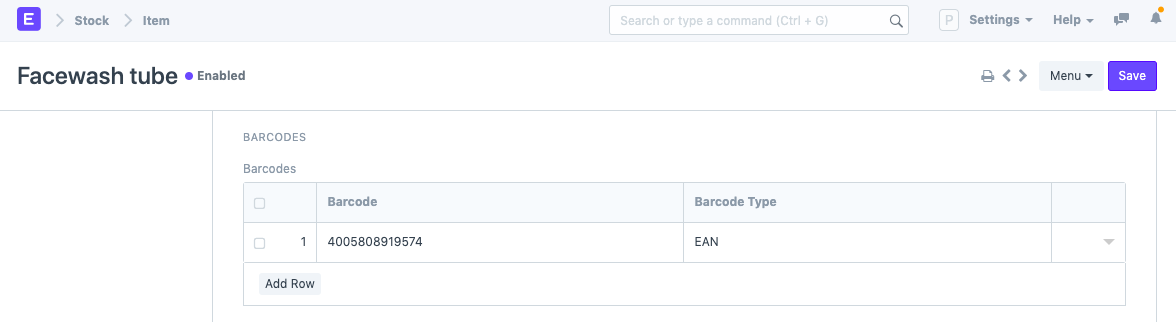 E Stock Item Search or type a command (Ctrl + G) P Settings Help
Facewash tube Enabled Menu Save
BARCODES
Barcodes
Barcode Barcode Type
1 4005808919574 EAN
Add Row